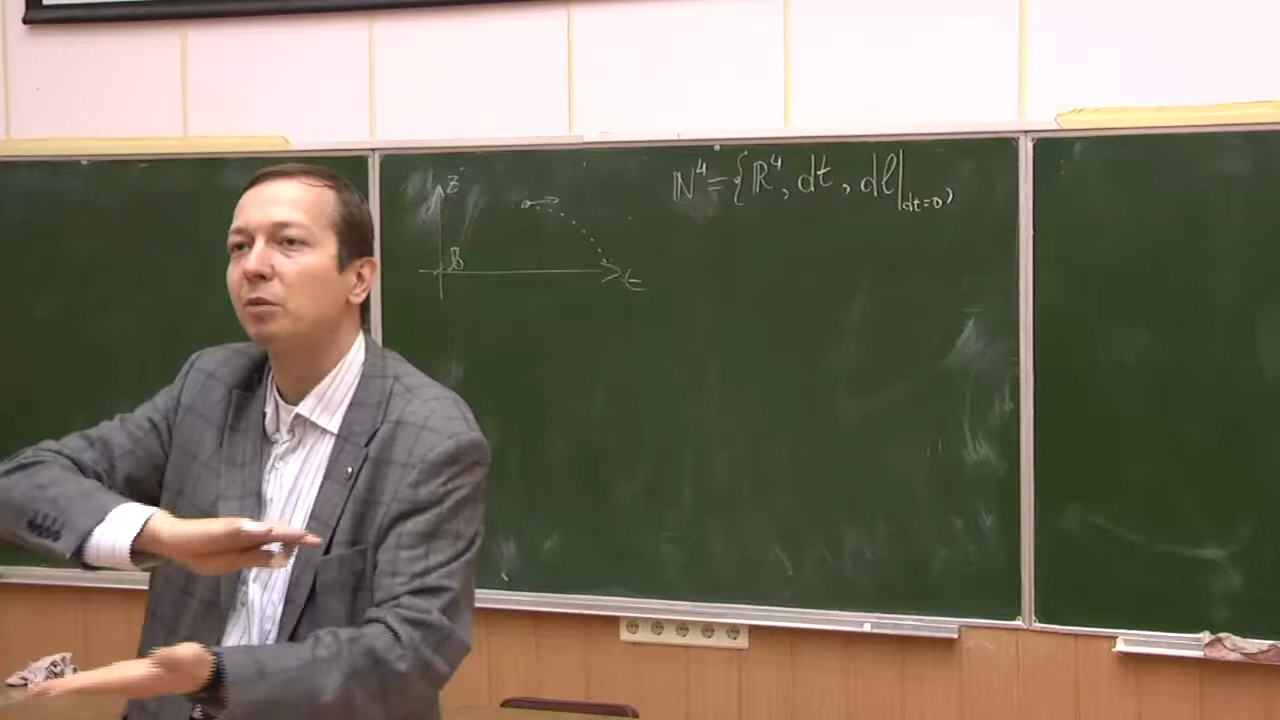 ℕ⁴={ℝ⁴, dt, dl|dt=0}
z
t